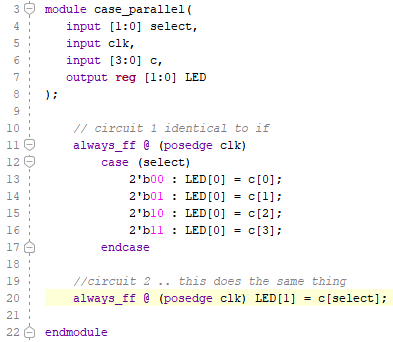 3 module case_parallel(
4 input [1:0] select,
5 input clk,
6 input [3:0] c,
7 output reg [1:0] LED
8 );
9
10 // circuit 1 identical to if
11 always_ff @ (posedge clk)
12 case (select)
13 2'b00 : LED[0] = c[0];
14 2'b01 : LED[0] = c[1];
15 2'b10 : LED[0] = c[2];
16 2'b11 : LED[0] = c[3];
17 endcase
18
19 //circuit 2 .. this does the same thing
20 always_ff @ (posedge clk) LED[1] = c[select];
21
22 endmodule